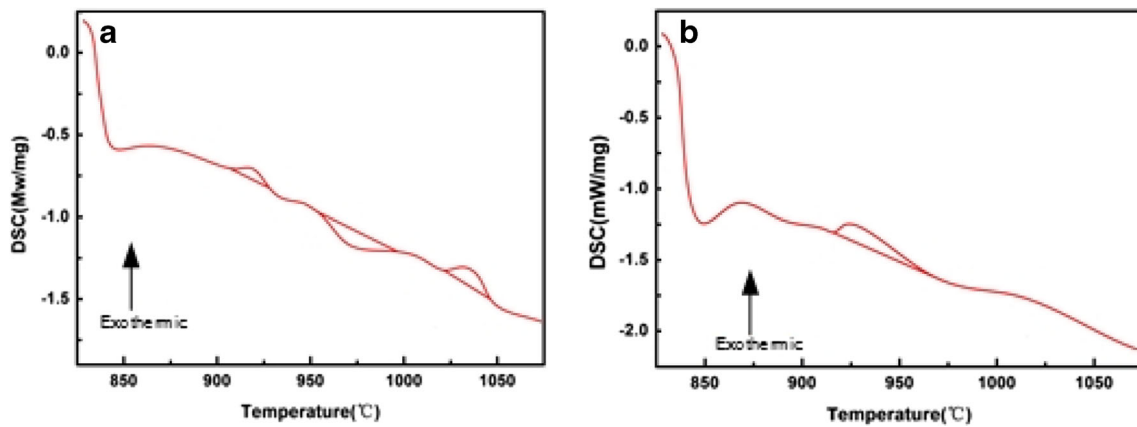 a
0.0
-0.5
-1.0
-1.5
DSC(Mw/mg)
Exothermic
850 900 950 1000 1050
Temperature(℃)
b
0.0
-0.5
-1.0
-1.5
-2.0
DSC(mW/mg)
Exothermic
850 900 950 1000 1050
Temperature(℃)